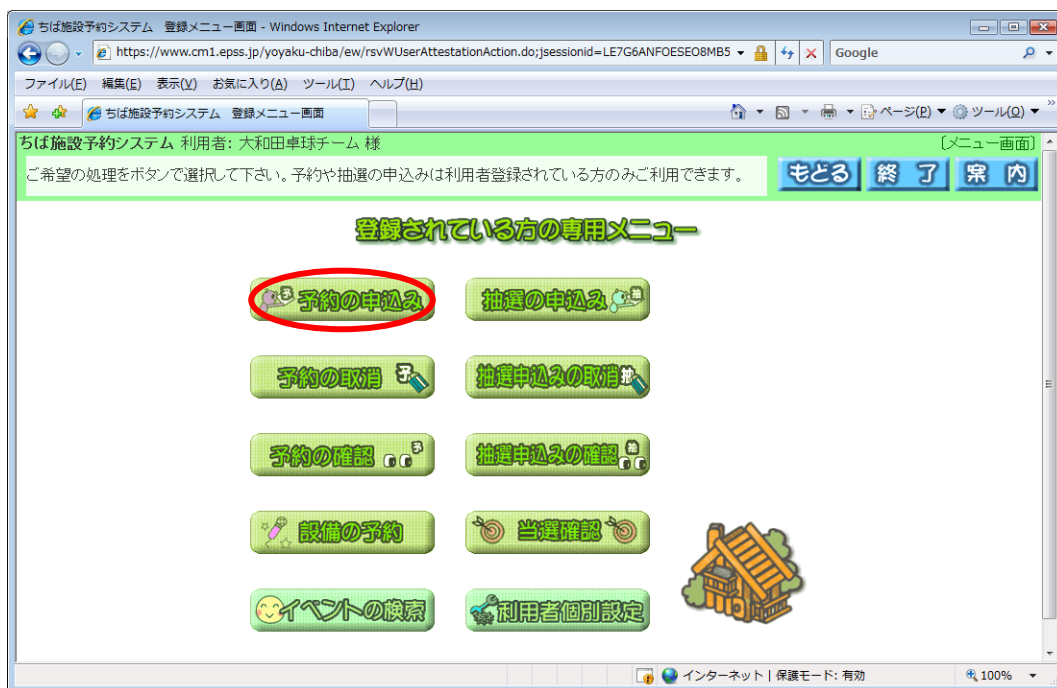 ちば施設予約システム 登録メニュー画面 - Windows Internet Explorer
https://www.cm1.epss.jp/yoyaku-chiba/ew/rsvWUserAttestationAction.do;jsessionid=LE7G6ANFOESEO8MB5
Google
ファイル(F) 編集(E) 表示(V) お気に入り(A) ツール(T) ヘルプ(H)
ちば施設予約システム 登録メニュー画面
ページ(P) ツール(O)
ちば施設予約システム 利用者: 大和田卓球チーム 様 [メニュー画面]
ご希望の処理をボタンで選択して下さい。予約や抽選の申込みは利用者登録されている方のみご利用できます。
もどる 終了 案内
登録されている方の専用メニュー
予約の申込み 抽選の申込み
予約の取消 抽選申込みの取消
予約の確認 抽選申込みの確認
設備の予約 当選確認
イベントの検索 利用者個別設定
インターネット | 保護モード: 有効 100%